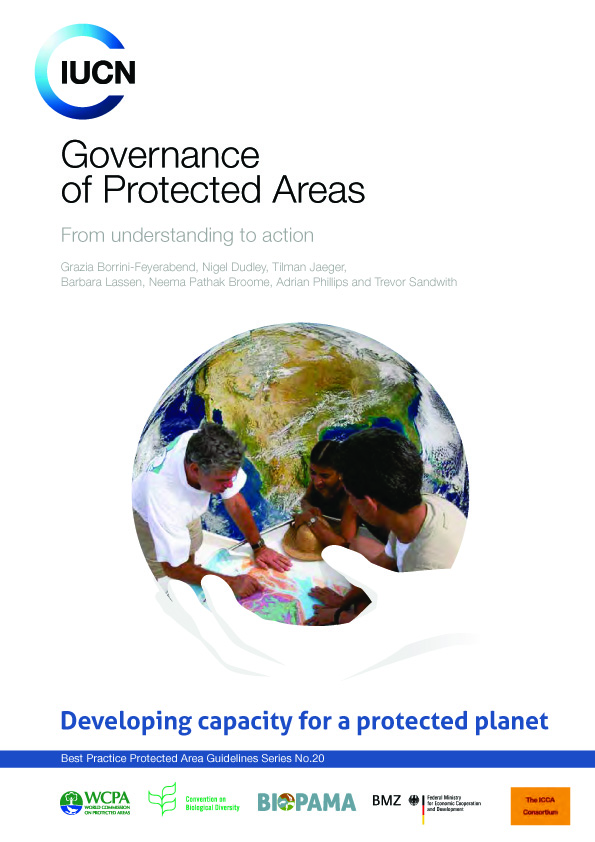 IUCN
Governance
of Protected Areas
From understanding to action
Grazia Borrini-Feyerabend, Nigel Dudley, Tilman Jaeger,
Barbara Lassen, Neema Pathak Broome, Adrian Phillips and Trevor Sandwith
Developing capacity for a protected planet
Best Practice Protected Area Guidelines Series No.20
WCPA
WORLD COMMISSION
ON PROTECTED AREAS
Convention on
Biological Diversity
BIOPAMA
BMZ
Federal Ministry
for Economic Cooperation
and Development
The ICCA
Consortium